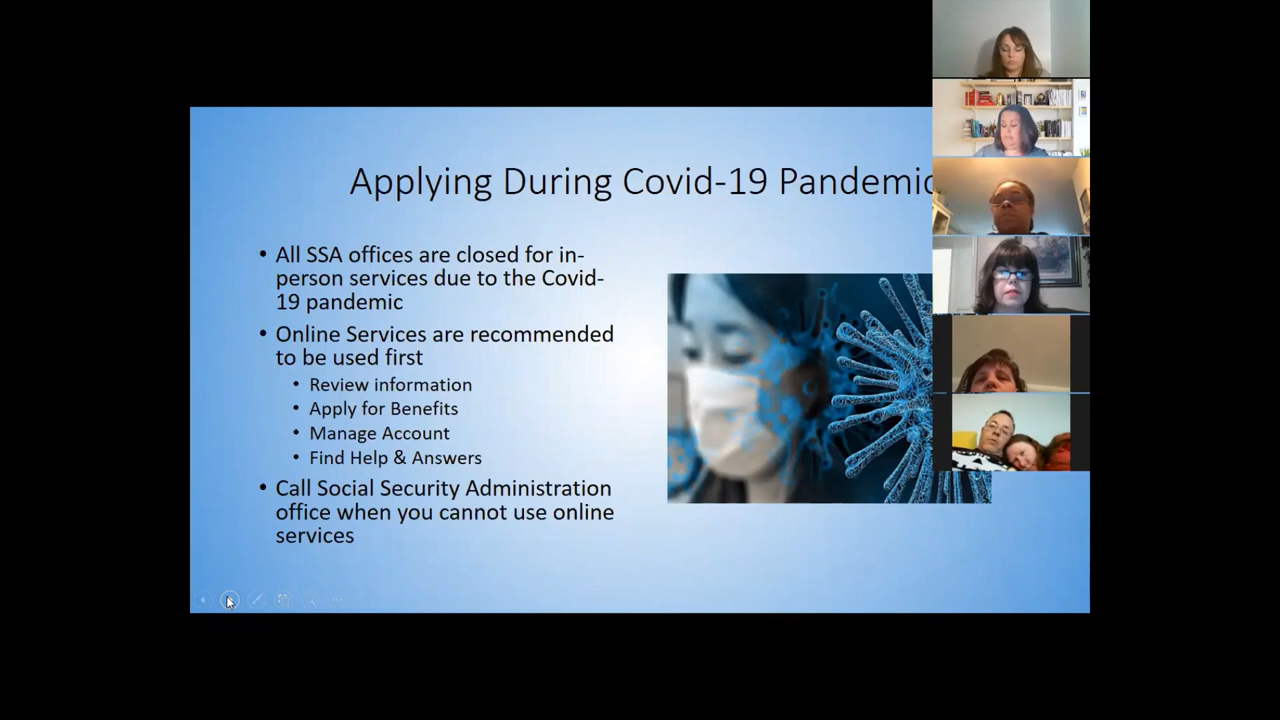 Applying During Covid-19 Pandemic
• All SSA offices are closed for in-
person services due to the Covid-
19 pandemic
• Online Services are recommended
to be used first
• Review information
• Apply for Benefits
• Manage Account
• Find Help & Answers
• Call Social Security Administration
office when you cannot use online
services